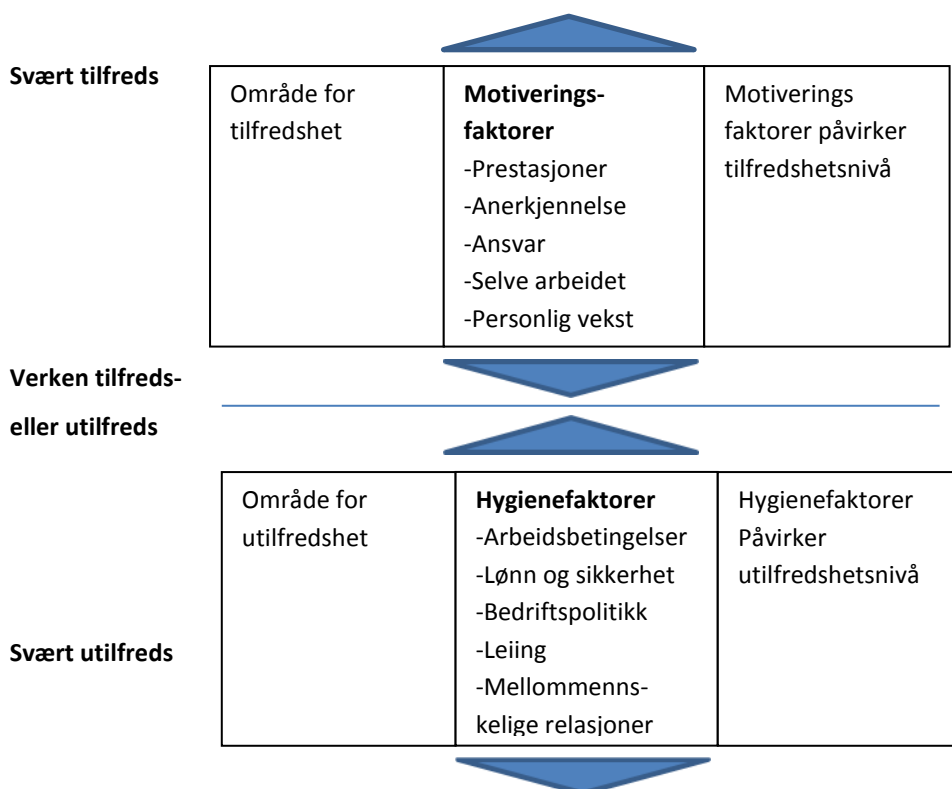 Svært tilfreds
Område for
tilfredshet
Motiverings-
faktorer
-Prestasjoner
-Anerkjennelse
-Ansvar
-Selve arbeidet
-Personlig vekst
Motiverings
faktorer påvirker
tilfredshetsnivå
Verken tilfreds-
eller utilfreds
Område for
utilfredshet
Hygienefaktorer
-Arbeidsbetingelser
-Lønn og sikkerhet
-Bedriftspolitikk
-Leiing
-Mellommenns-
kelige relasjoner
Hygienefaktorer
Påvirker
utilfredshetsnivå
Svært utilfreds